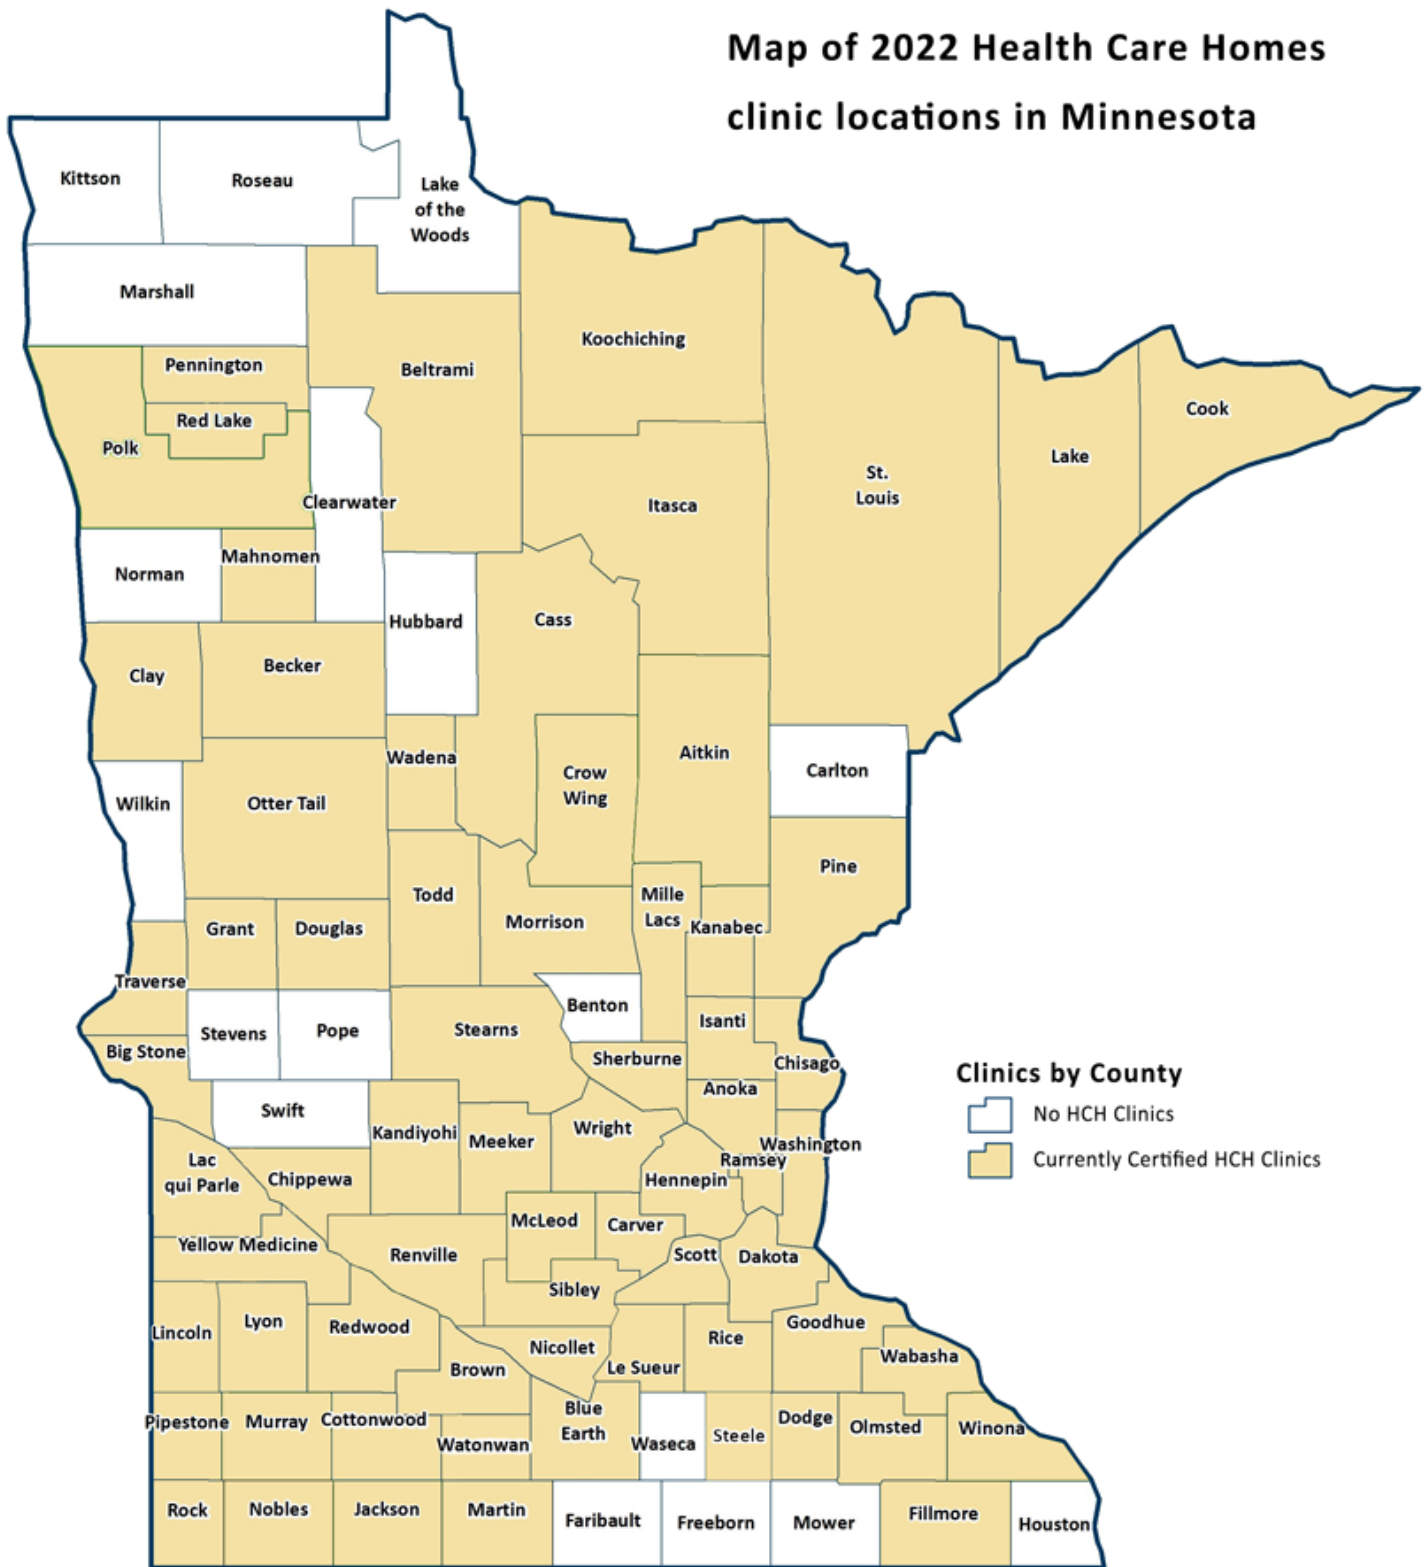 Map of 2022 Health Care Homes
clinic locations in Minnesota
Kittson
Roseau
Lake
of the
Woods
Marshall
Koochiching
Pennington
Beltrami
Red Lake
Polk
Cook
Lake
St.
Louis
Clearwater
Itasca
Mahnomen
Norman
Hubbard
Cass
Clay
Becker
Wadena
Aitkin
Crow
Wing
Carlton
Wilkin
Otter Tail
Pine
Todd
Mille
Lacs
Morrison
Kanabec
Grant
Douglas
Traverse
Benton
Isanti
Stevens
Pope
Stearns
Big Stone
Sherburne
Chisago
Anoka
Swift
Kandiyohi
Meeker
Wright
Washington
Ramsey
Hennepin
Lac
qui Parle
Chippewa
McLeod
Carver
Yellow Medicine
Renville
Scott
Dakota
Sibley
Lincoln
Lyon
Redwood
Goodhue
Rice
Nicollet
Wabasha
Brown
Le Sueur
Pipestone
Murray
Cottonwood
Blue
Earth
Watonwan
Waseca
Steele
Dodge
Olmsted
Winona
Rock
Nobles
Jackson
Martin
Faribault
Freeborn
Mower
Fillmore
Houston
Clinics by County
No HCH Clinics
Currently Certified HCH Clinics